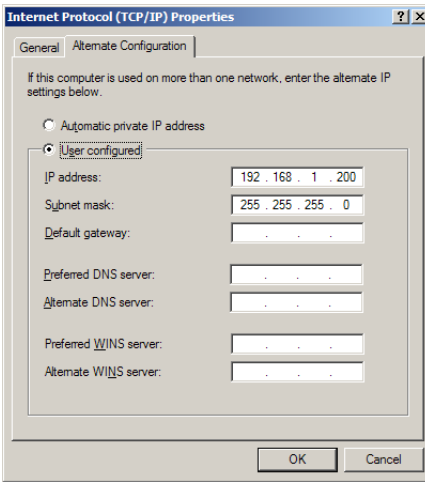 Internet Protocol (TCP/IP) Properties
General
Alternate Configuration
If this computer is used on more than one network, enter the alternate IP
settings below.
Automatic private IP address
User configured
IP address: 192 . 168 . 1 . 200
Subnet mask: 255 . 255 . 255 . 0
Default gateway: . . .
Preferred DNS server: . . .
Alternate DNS server: . . .
Preferred WINS server: . . .
Alternate WINS server: . . .
OK
Cancel